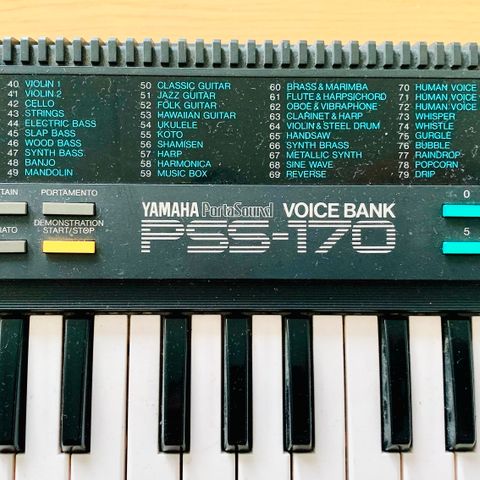 40 VIOLIN 1
41 VIOLIN 2
42 CELLO
43 STRINGS
44 ELECTRIC BASS
45 SLAP BASS
46 WOOD BASS
47 SYNTH BASS
48 BANJO
49 MANDOLIN
50 CLASSIC GUITAR
51 JAZZ GUITAR
52 FOLK GUITAR
53 HAWAIIAN GUITAR
54 UKULELE
55 KOTO
56 SHAMISEN
57 HARP
58 HARMONICA
59 MUSIC BOX
60 BRASS & MARIMBA
61 FLUTE & HARPSICHORD
62 OBOE & VIBRAPHONE
63 CLARINET & HARP
64 VIOLIN & STEEL DRUM
65 HANDSAW
66 SYNTH BRASS
67 METALLIC SYNTH
68 SINE WAVE
69 REVERSE
70 HUMAN VOICE
71 HUMAN VOICE
72 HUMAN VOICE
73 WHISPER
74 WHISTLE
75 GURGLE
76 BUBBLE
77 RAINDROP
78 POPCORN
79 DRIP
TAIN PORTAMENTO
DEMONSTRATION
IATO START/STOP
YAMAHA PortaSound VOICE BANK
PSS-170
0
5